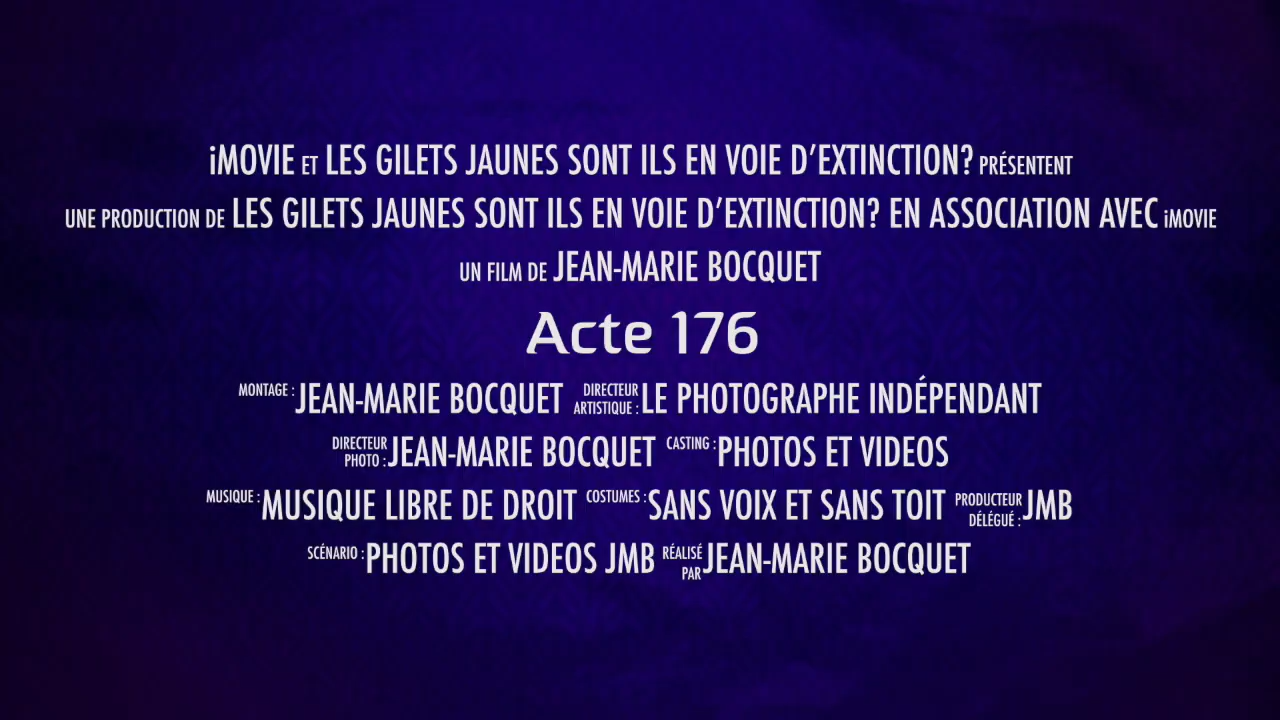 iMOVIE ET LES GILETS JAUNES SONT ILS EN VOIE D’EXTINCTION? PRÉSENTENT
UNE PRODUCTION DE LES GILETS JAUNES SONT ILS EN VOIE D’EXTINCTION? EN ASSOCIATION AVEC iMOVIE
UN FILM DE JEAN-MARIE BOCQUET
Acte 176
MONTAGE : JEAN-MARIE BOCQUET DIRECTEUR ARTISTIQUE : LE PHOTOGRAPHE INDÉPENDANT
DIRECTEUR PHOTO : JEAN-MARIE BOCQUET CASTING : PHOTOS ET VIDEOS
MUSIQUE : MUSIQUE LIBRE DE DROIT COSTUMES : SANS VOIX ET SANS TOIT PRODUCTEUR DÉLÉGUÉ : JMB
SCÉNARIO : PHOTOS ET VIDEOS JMB RÉALISÉ PAR JEAN-MARIE BOCQUET